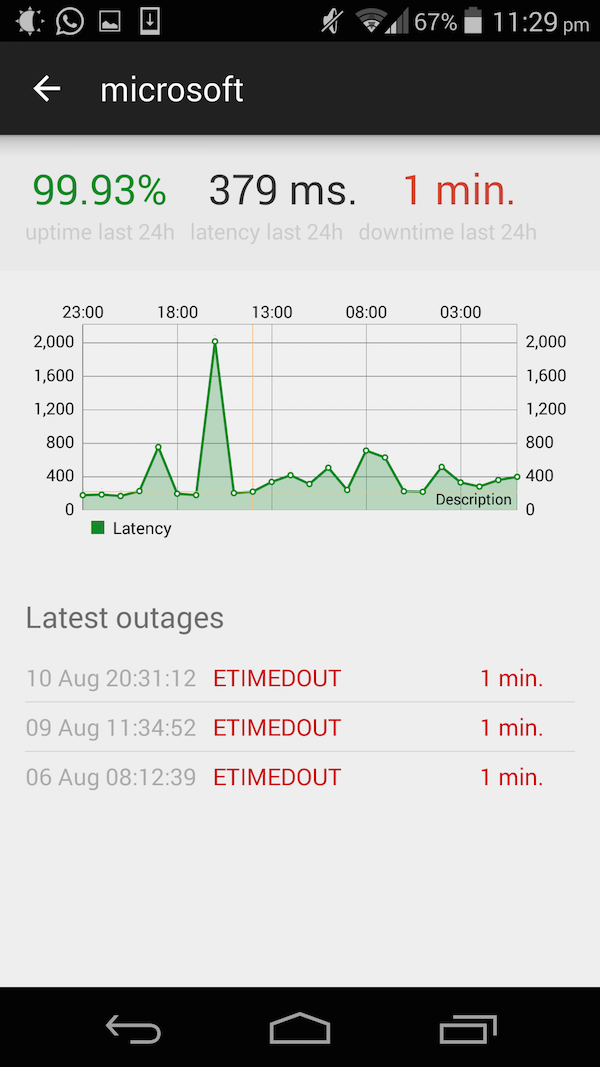 67% 11:29 pm
microsoft
99.93% 379 ms. 1 min.
uptime last 24h latency last 24h downtime last 24h
23:00 18:00 13:00 08:00 03:00
2,000 2,000
1,600 1,600
1,200 1,200
800 800
400 400
Description
0 0
Latency
Latest outages
10 Aug 20:31:12 ETIMEDOUT 1 min.
09 Aug 11:34:52 ETIMEDOUT 1 min.
06 Aug 08:12:39 ETIMEDOUT 1 min.